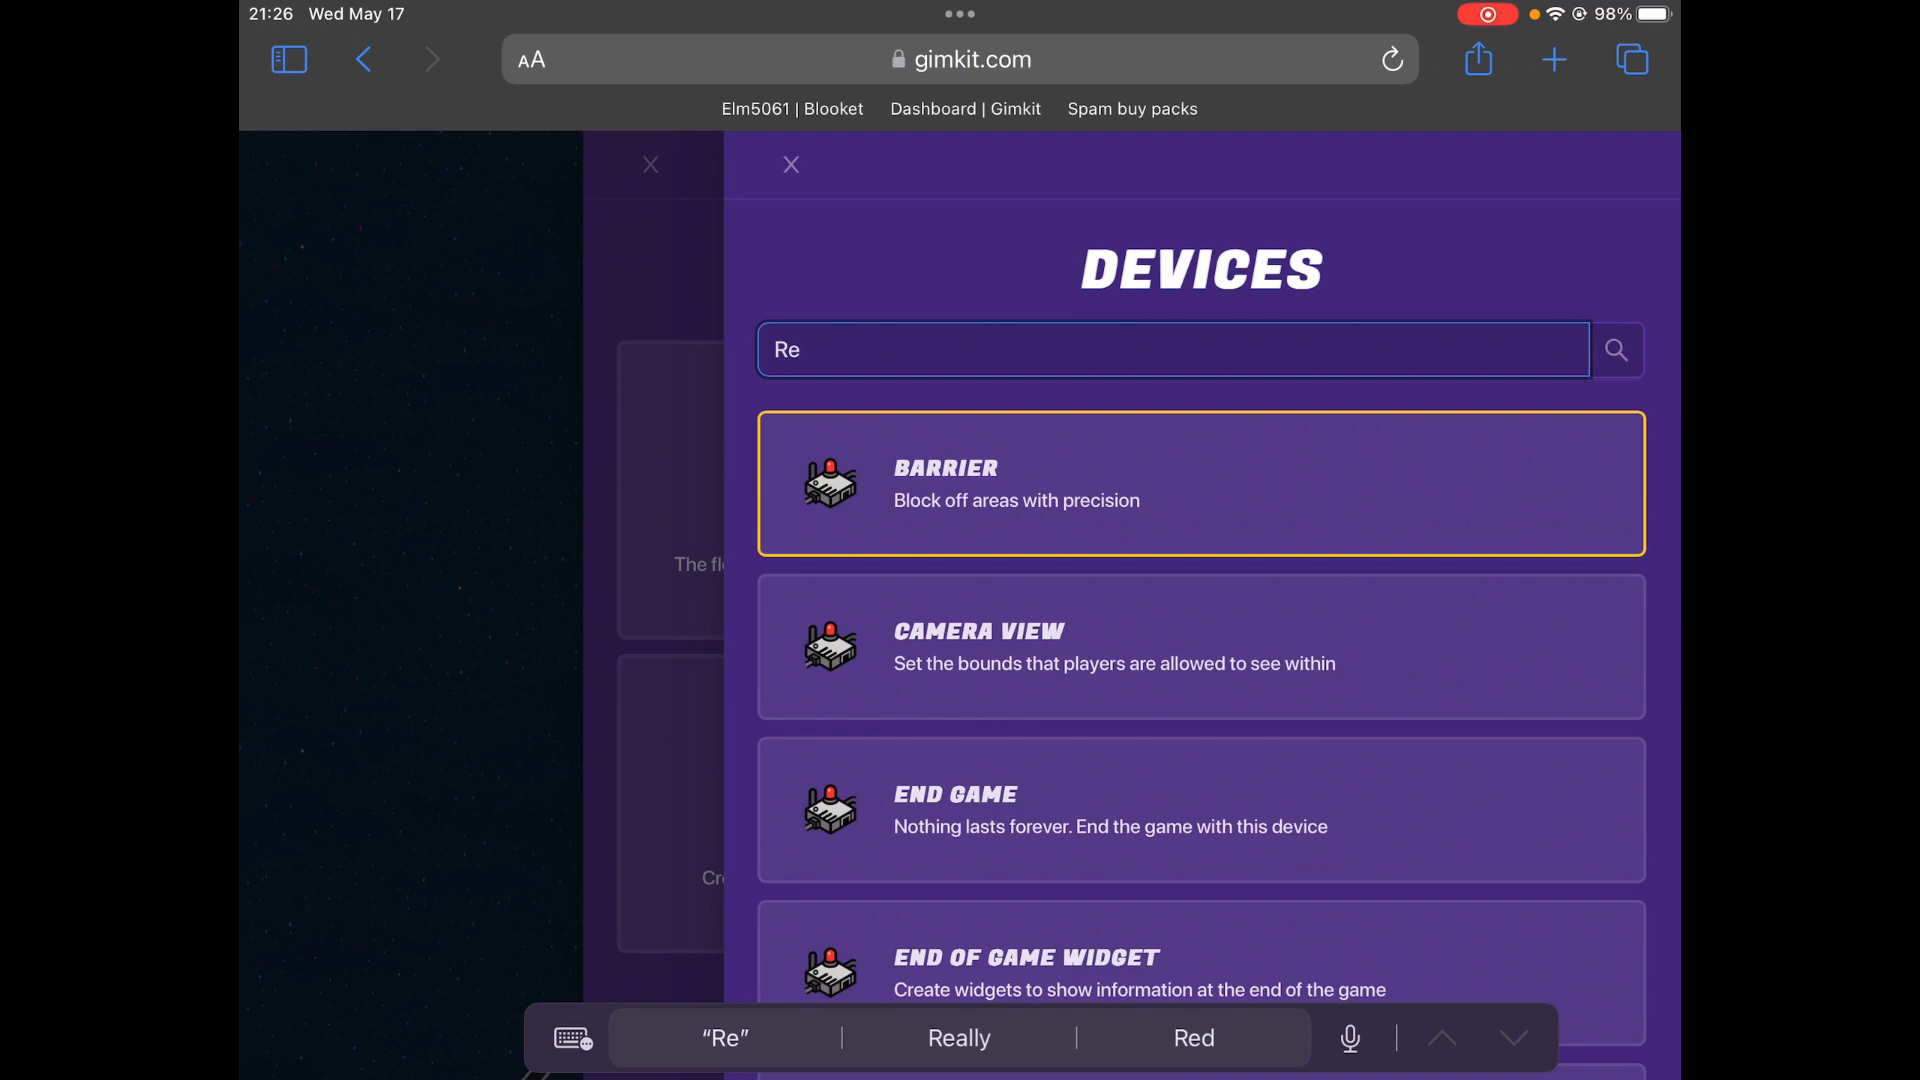 21:26 Wed May 17
98%
AA
gimkit.com
Elm5061 | Blooket
Dashboard | Gimkit
Spam buy packs
X
X
DEVICES
Re
BARRIER
Block off areas with precision
CAMERA VIEW
Set the bounds that players are allowed to see within
The fl
END GAME
Nothing lasts forever. End the game with this device
Cr
END OF GAME WIDGET
Create widgets to show information at the end of the game
“Re”
Really
Red